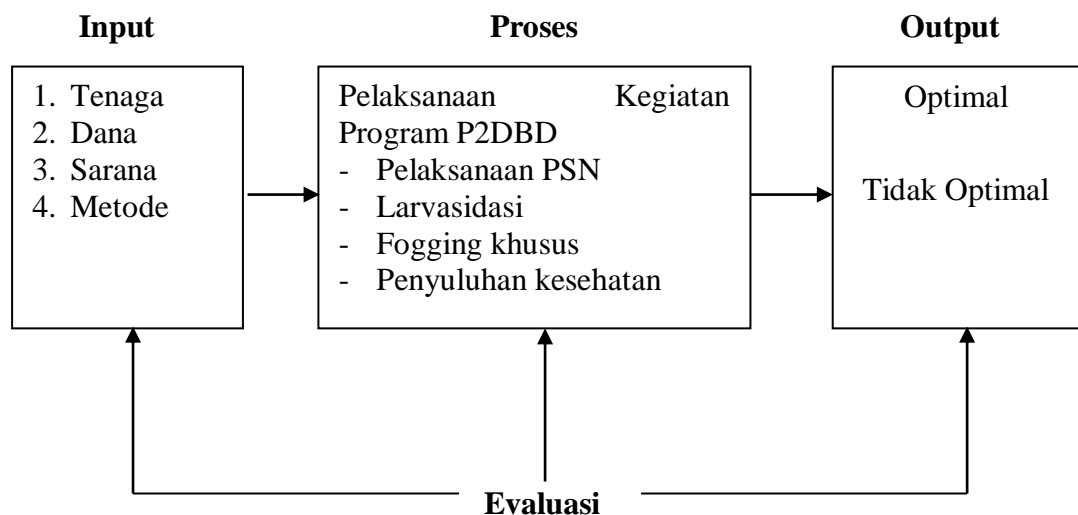 Input
Proses
Output
1. Tenaga
2. Dana
3. Sarana
4. Metode
Pelaksanaan Kegiatan
Program P2DBD
- Pelaksanaan PSN
- Larvasidasi
- Fogging khusus
- Penyuluhan kesehatan
Optimal
Tidak Optimal
Evaluasi